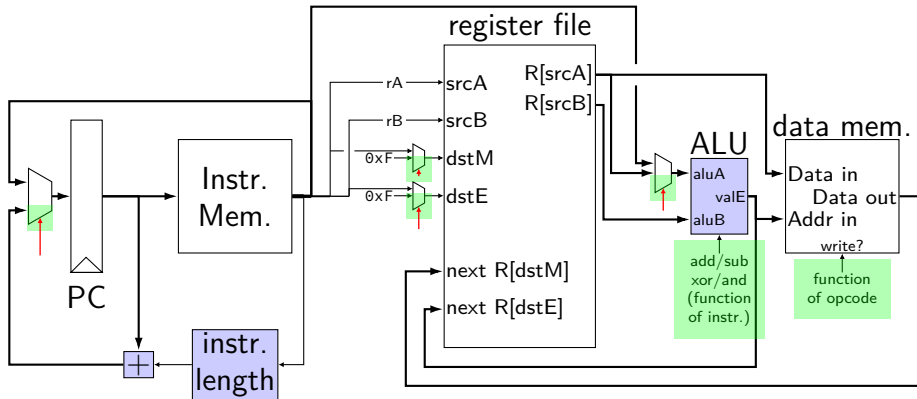 register file
rA
srcA
R[srcA]
rB
srcB
R[srcB]
ALU
data mem.
Instr.
Mem.
0xF
dstM
0xF
dstE
aluA
valE
aluB
Data in
Data out
Addr in
write?
PC
next R[dstM]
next R[dstE]
add/sub
xor/and
(function
of instr.)
function
of opcode
+
instr.
length